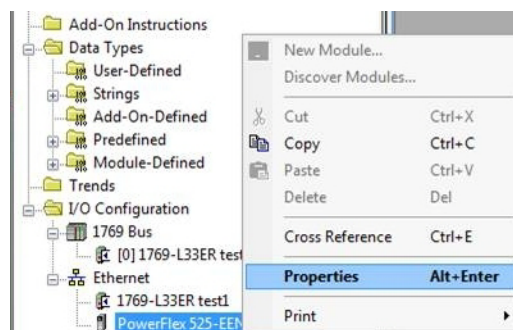 Add-On Instructions
Data Types
User-Defined
Strings
Add-On-Defined
Predefined
Module-Defined
Trends
I/O Configuration
1769 Bus
[0] 1769-L33ER test
Ethernet
1769-L33ER test1
PowerFlex 525-EEN
New Module...
Discover Modules...
Cut Ctrl+X
Copy Ctrl+C
Paste Ctrl+V
Delete Del
Cross Reference Ctrl+E
Properties Alt+Enter
Print